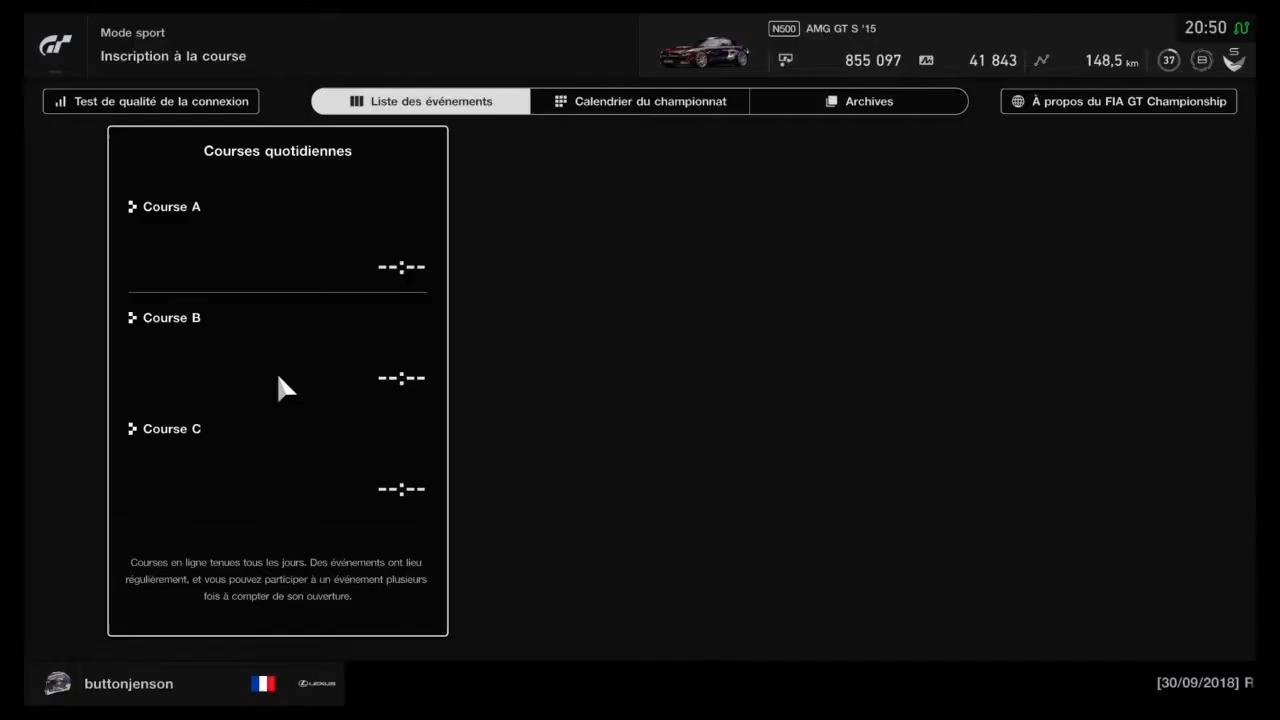 Mode sport
Inscription à la course
N500 AMG GT S '15
855 097
41 843
148,5 km
37
B
S
20:50
Test de qualité de la connexion
Liste des événements
Calendrier du championnat
Archives
À propos du FIA GT Championship
Courses quotidiennes
Course A
--:--
Course B
--:--
Course C
--:--
Courses en ligne tenues tous les jours. Des événements ont lieu
régulièrement, et vous pouvez participer à un événement plusieurs
fois à compter de son ouverture.
buttonjenson
LEXUS
[30/09/2018] R